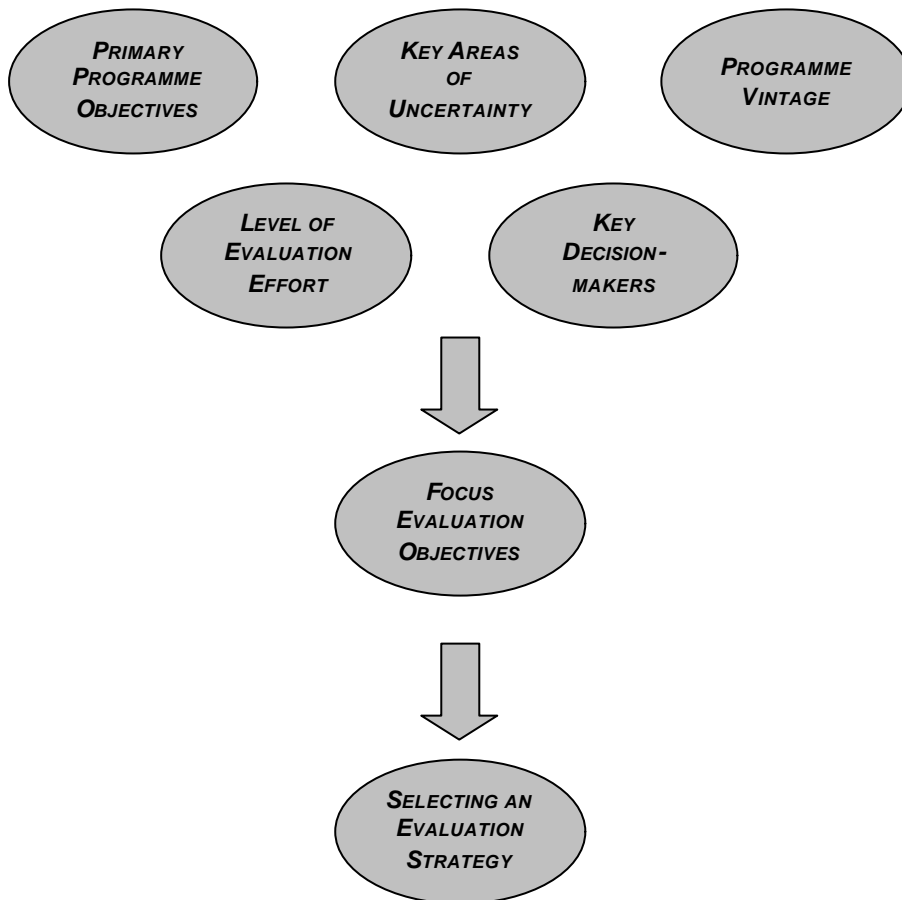 PRIMARY
PROGRAMME
OBJECTIVES
KEY AREAS
OF
UNCERTAINTY
PROGRAMME
VINTAGE
LEVEL OF
EVALUATION
EFFORT
KEY
DECISION-
MAKERS
FOCUS
EVALUATION
OBJECTIVES
SELECTING AN
EVALUATION
STRATEGY